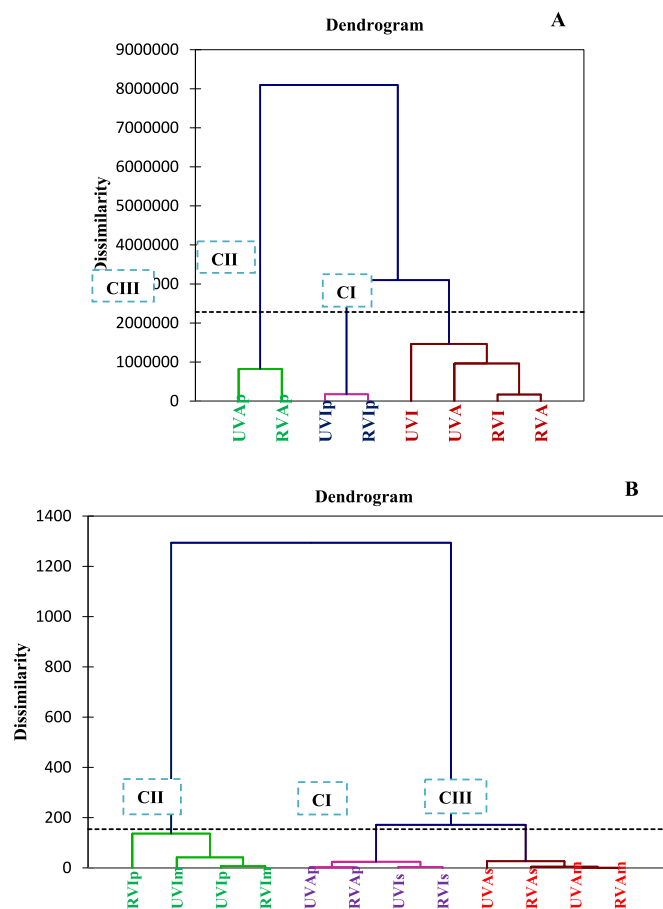 A
Dendrogram
9000000
8000000
7000000
6000000
5000000
4000000
2000000
1000000
0
Dissimilarity
CIII
CII
CI
UVAp
RVAp
UVIp
RVIp
UVI
UVA
RVI
RVA
B
Dendrogram
1400
1200
1000
800
600
400
200
0
Dissimilarity
CII
CI
CIII
RVIp
UVIm
UVIp
RVIm
UVAp
RVAp
UVIs
RVIs
UVAs
RVAs
UVAm
RVAm